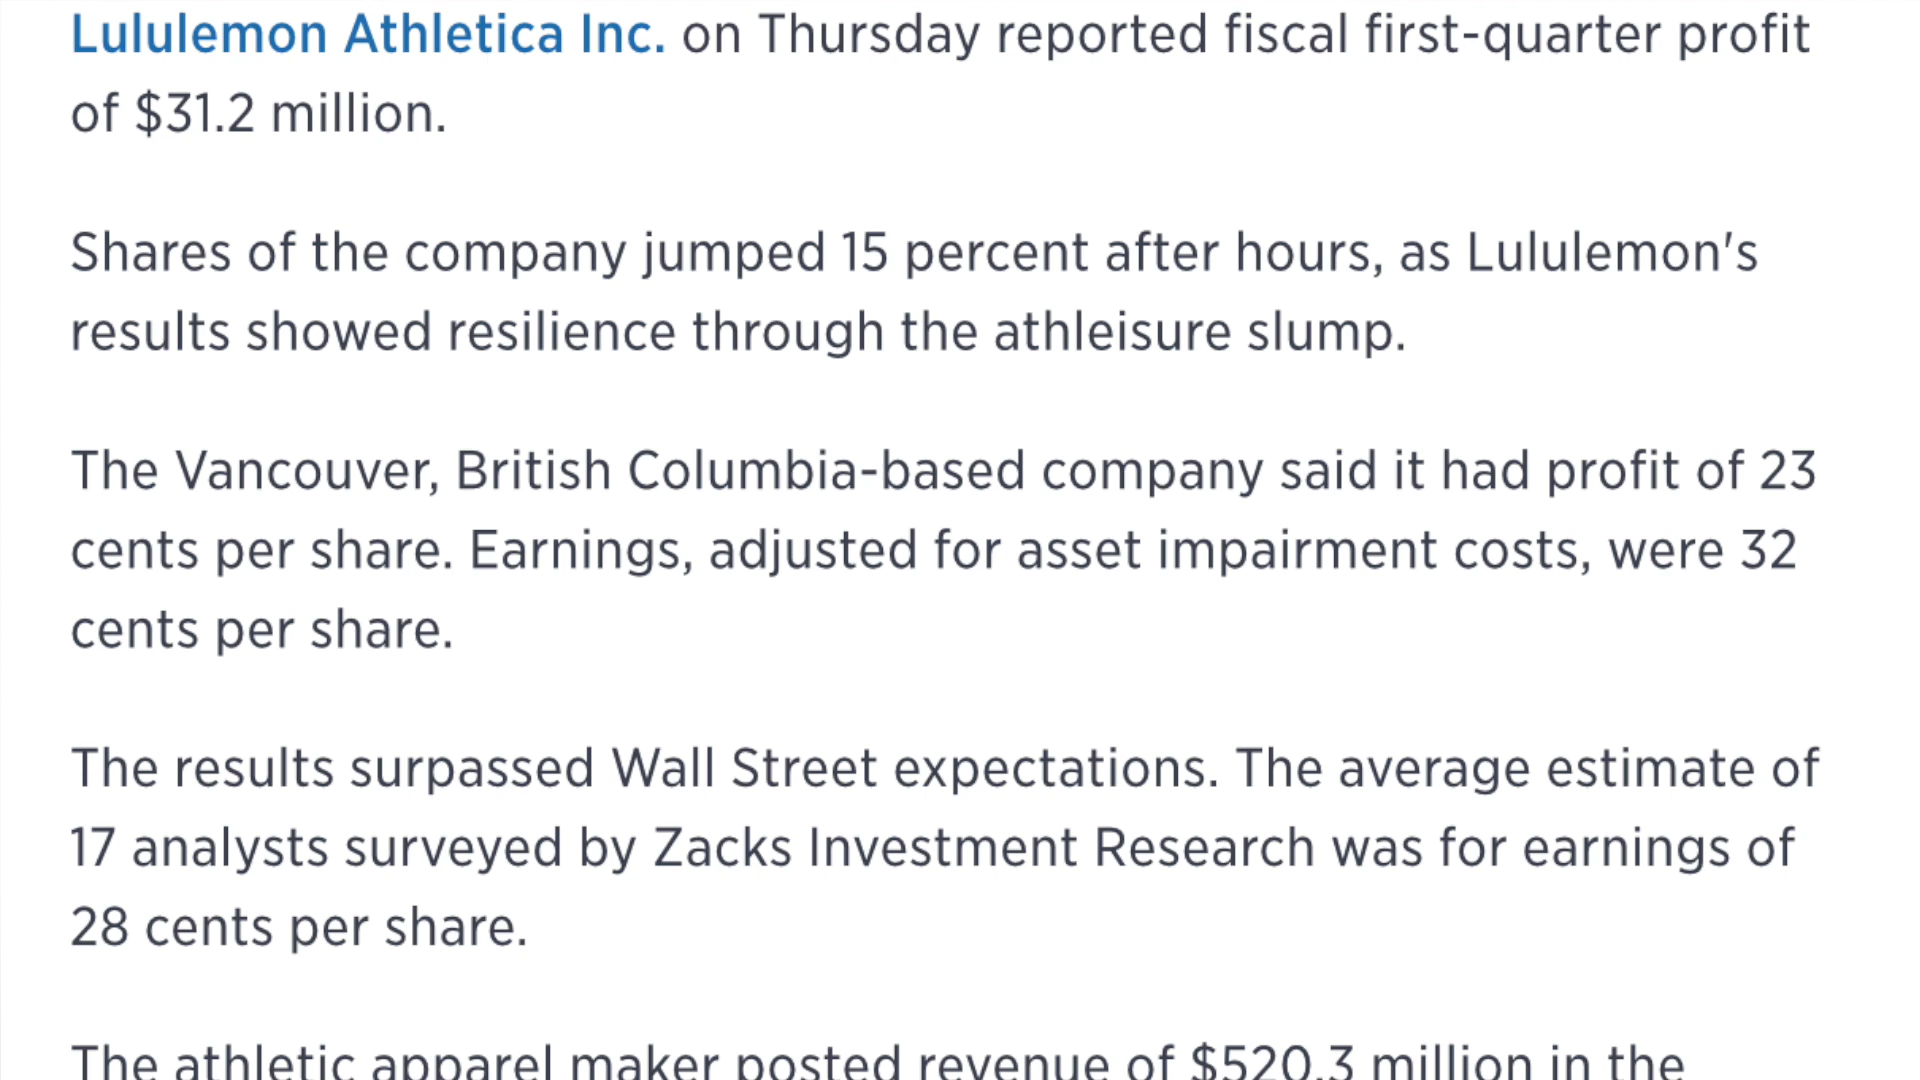 Lululemon Athletica Inc. on Thursday reported fiscal first-quarter profit
of $31.2 million.
Shares of the company jumped 15 percent after hours, as Lululemon's
results showed resilience through the athleisure slump.
The Vancouver, British Columbia-based company said it had profit of 23
cents per share. Earnings, adjusted for asset impairment costs, were 32
cents per share.
The results surpassed Wall Street expectations. The average estimate of
17 analysts surveyed by Zacks Investment Research was for earnings of
28 cents per share.
The athletic apparel maker posted revenue of $520.3 million in the